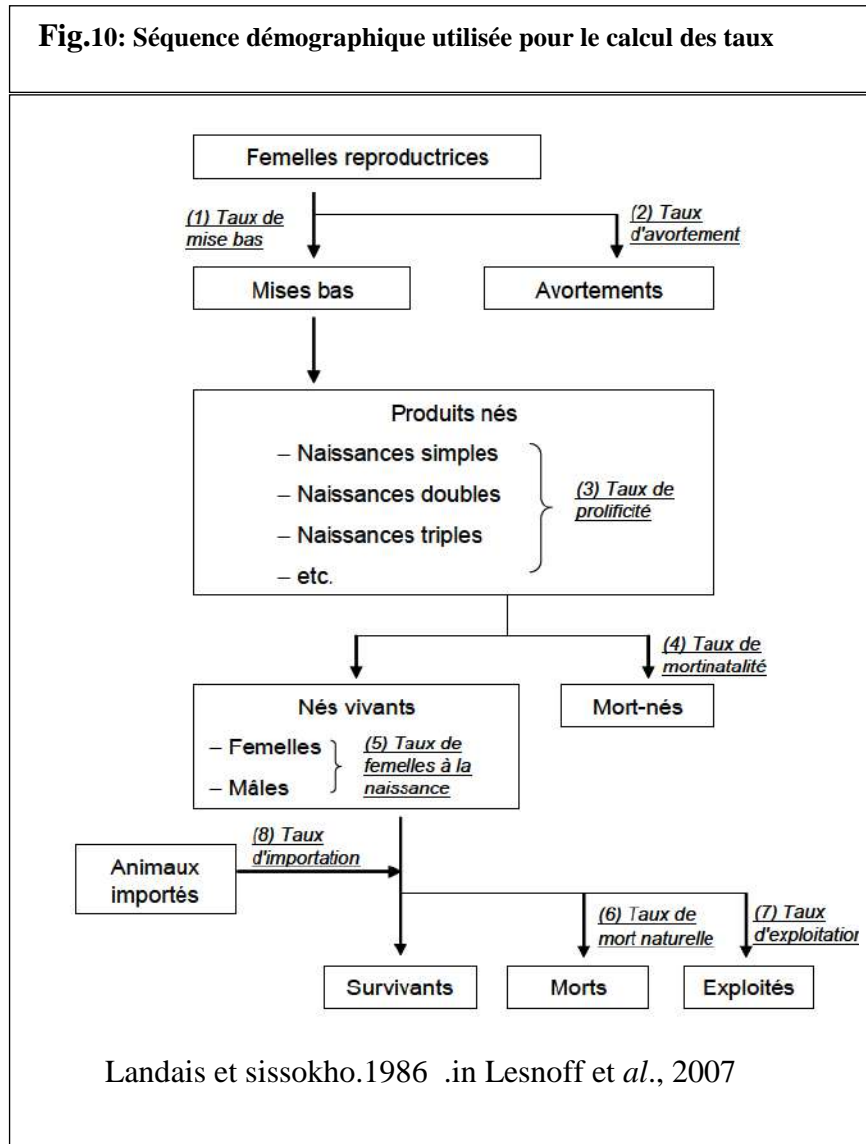 Fig.10: Séquence démographique utilisée pour le calcul des taux
Femelles reproductrices
(1) Taux de
mise bas
(2) Taux
d'avortement
Mises bas
Avortements
Produits nés
– Naissances simples
– Naissances doubles
– Naissances triples
– etc.
(3) Taux de
prolificité
(4) Taux de
mortinatalité
Nés vivants
– Femelles
– Mâles
(5) Taux de
femelles à la
naissance
Mort-nés
(8) Taux
d'importation
Animaux
importés
(6) Taux de
mort naturelle
(7) Taux
d'exploitation
Survivants
Morts
Exploités
Landais et sissokho.1986 .in Lesnoff et al., 2007